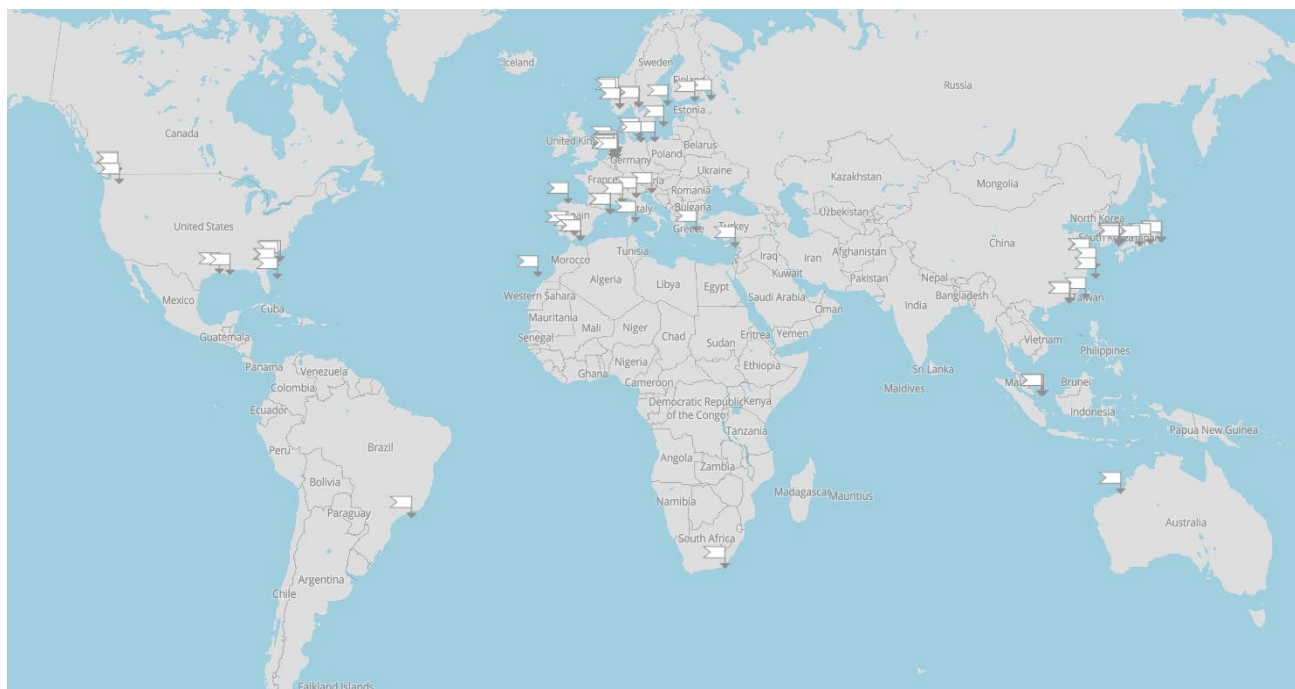 Iceland
Sweden
Finland
Russia
Estonia
Canada
United King
Belarus
Poland
Germany
Ukraine
Kazakhstan
France
Mongolia
Romania
Bulgaria
Uzbekistan
North Korea
United States
Italy
Greece
Turkey
China
South Korea
Japan
Tunisia
Morocco
Iraq
Iran
Afghanistan
Algeria
Kuwait
Pakistan
Nepal
Libya
Egypt
Western Sahara
Saudi Arabia
Bangladesh
Taiwan
Mexico
India
Cuba
Oman
Mauritania
Mali
Niger
Chad
Eritrea
Yemen
Senegal
Sudan
Guatemala
Vietnam
Philippines
Nigeria
Ethiopia
Panama
Venezuela
Ghana
Sri Lanka
Cameroon
Colombia
Maldives
Brunei
Ecuador
Democratic Republic
of the Congo
Kenya
Indonesia
Tanzania
Papua New Guinea
Peru
Brazil
Angola
Zambia
Bolivia
Madagascar
Mauritius
Namibia
Paraguay
Australia
South Africa
Argentina
Chile
Falkland Islands